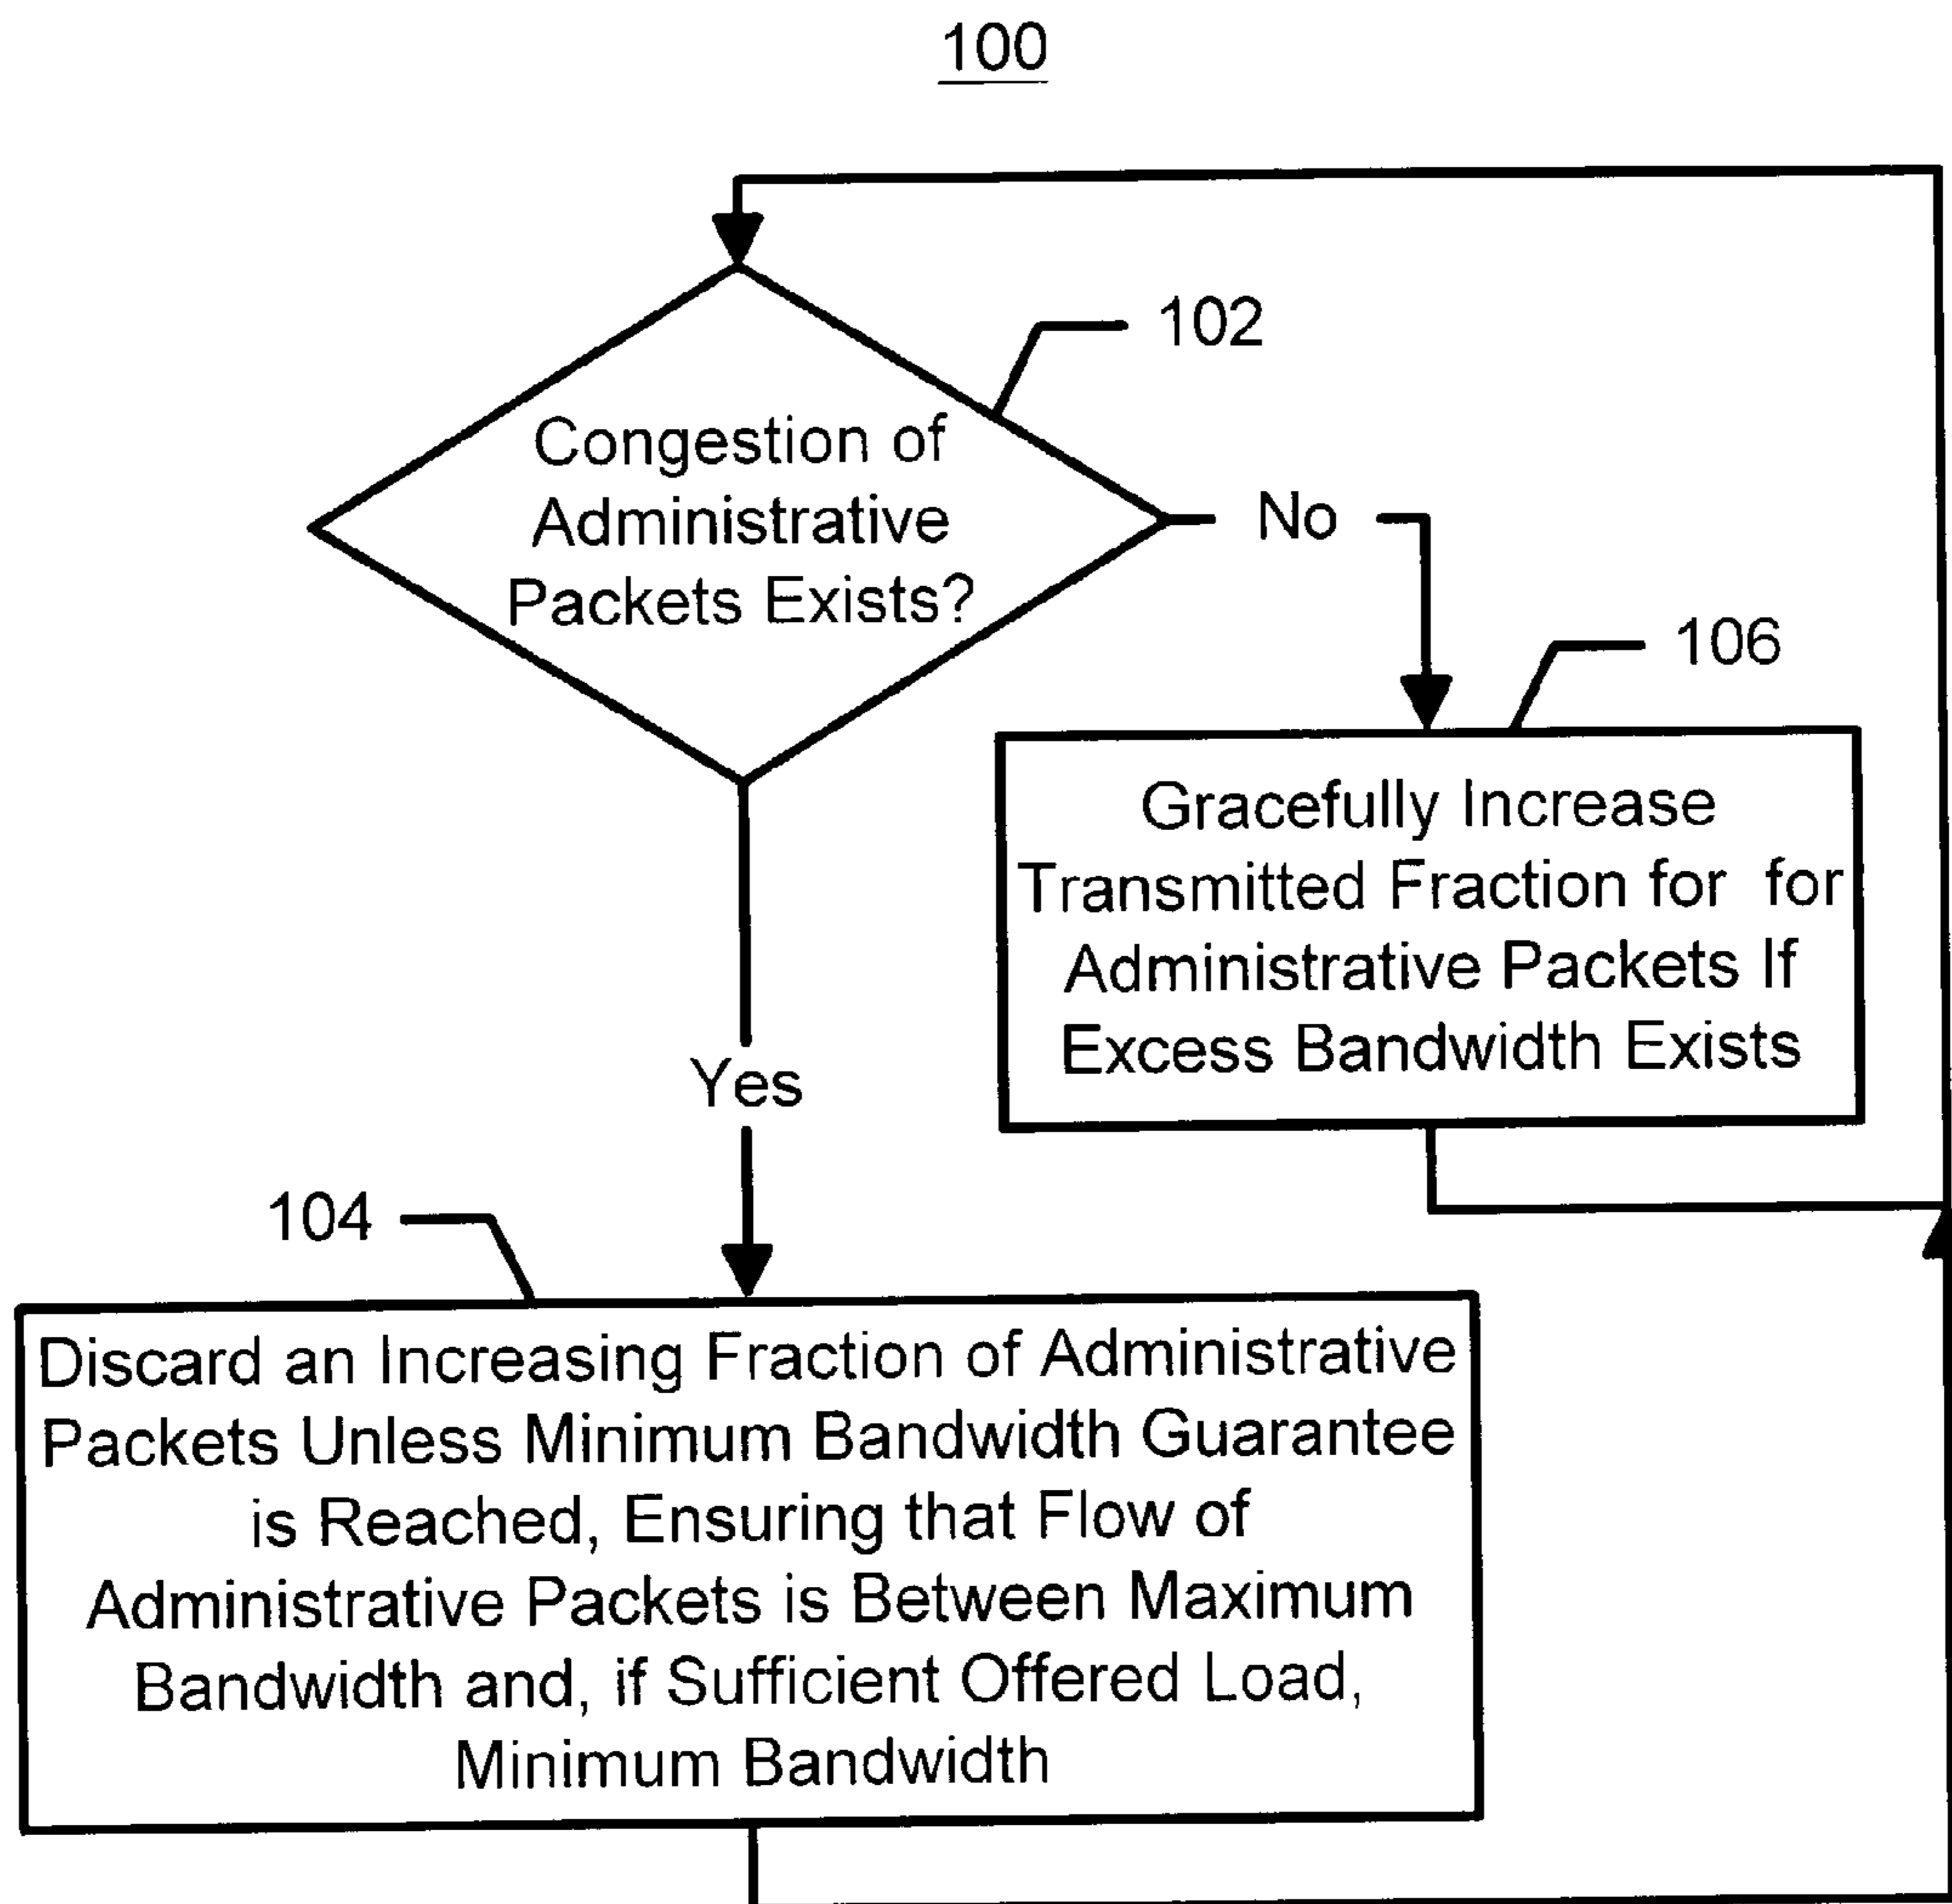 100
102
Congestion of
Administrative
Packets Exists?
No
106
Gracefully Increase
Transmitted Fraction for for
Administrative Packets If
Excess Bandwidth Exists
Yes
104
Discard an Increasing Fraction of Administrative
Packets Unless Minimum Bandwidth Guarantee
is Reached, Ensuring that Flow of
Administrative Packets is Between Maximum
Bandwidth and, if Sufficient Offered Load,
Minimum Bandwidth